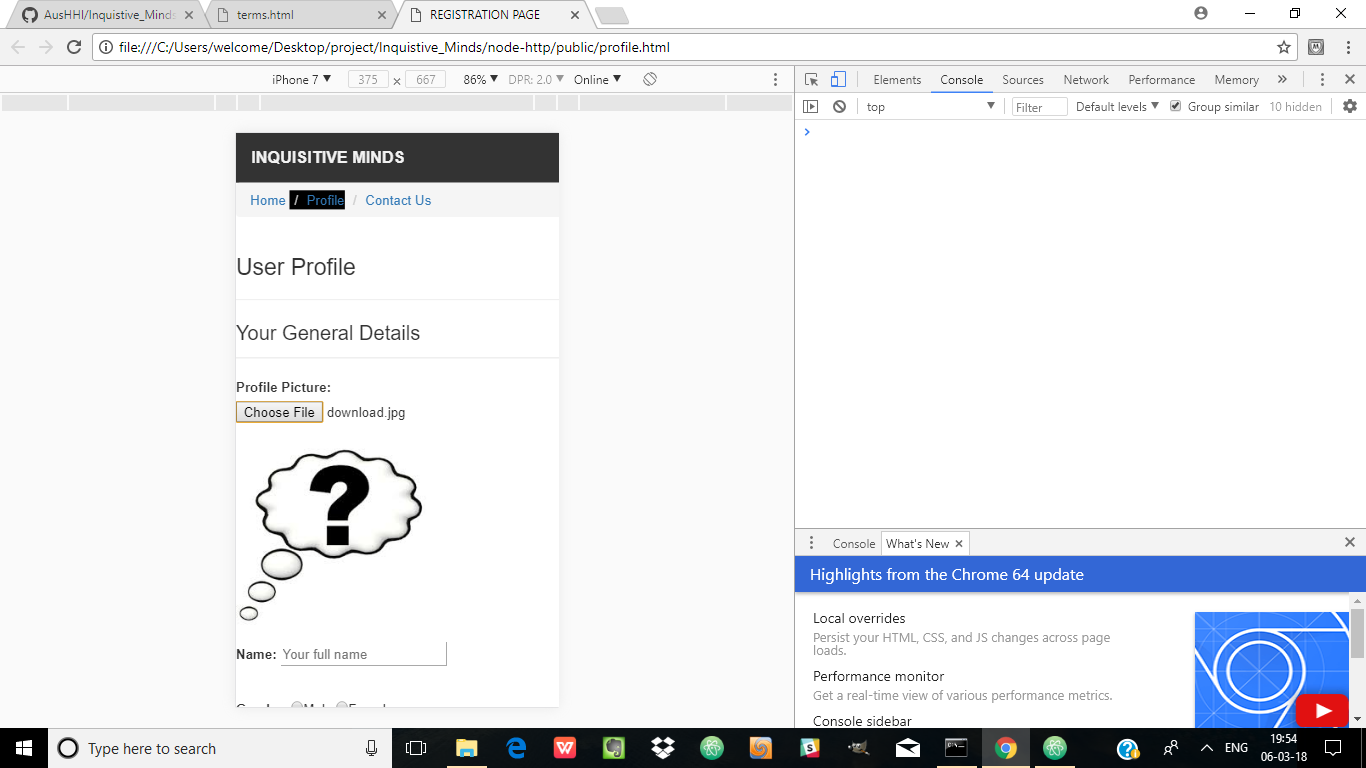 AusHHI/Inquistive_Minds
terms.html
REGISTRATION PAGE
file:///C:/Users/welcome/Desktop/project/Inquistive_Minds/node-http/public/profile.html
iPhone 7 ▼ 375 × 667 86% ▼ DPR: 2.0 ▼ Online ▼
Elements Console Sources Network Performance Memory »
top ▼ Filter Default levels ▼ Group similar 10 hidden
INQUISITIVE MINDS
Home / Profile / Contact Us
User Profile
Your General Details
Profile Picture:
Choose File download.jpg
?
Name: Your full name
Console What's New
Highlights from the Chrome 64 update
Local overrides
Persist your HTML, CSS, and JS changes across page
loads.
Performance monitor
Get a real-time view of various performance metrics.
Console sidebar
Type here to search
ENG
19:54
06-03-18